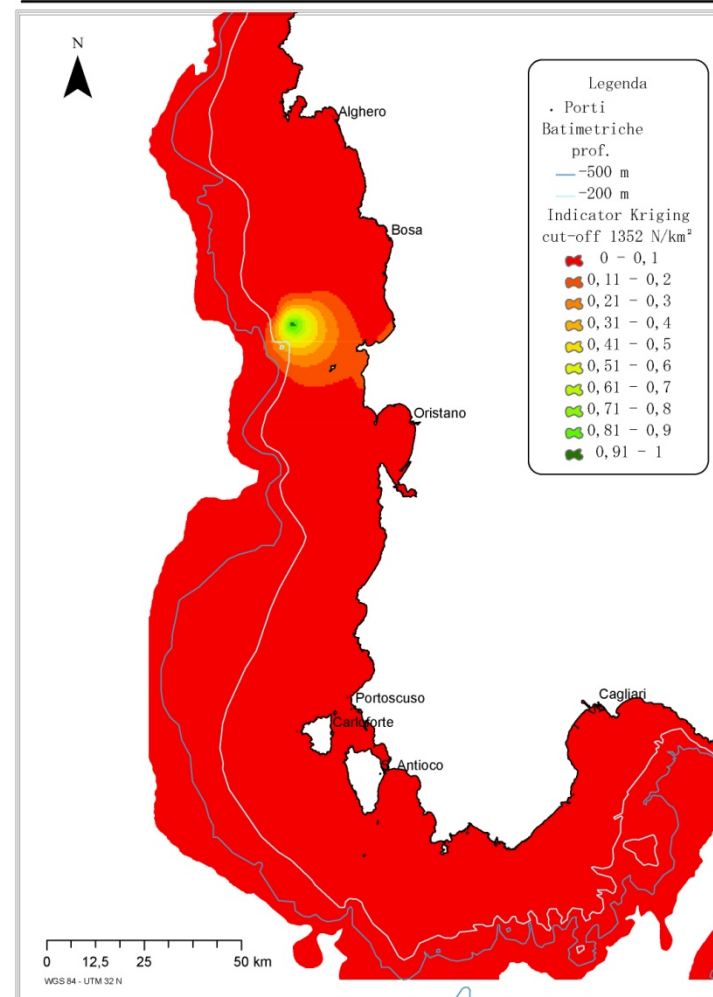 N
Alghero
Bosa
Oristano
Portoscuso
Carloforte
S. Antioco
Cagliari
Legenda
. Porti
Batimetriche
prof.
-500 m
-200 m
Indicator Kriging
cut-off 1352 N/km²
0 - 0,1
0,11 - 0,2
0,21 - 0,3
0,31 - 0,4
0,41 - 0,5
0,51 - 0,6
0,61 - 0,7
0,71 - 0,8
0,81 - 0,9
0,91 - 1
0 12,5 25 50 km
WGS 84 - UTM 32 N